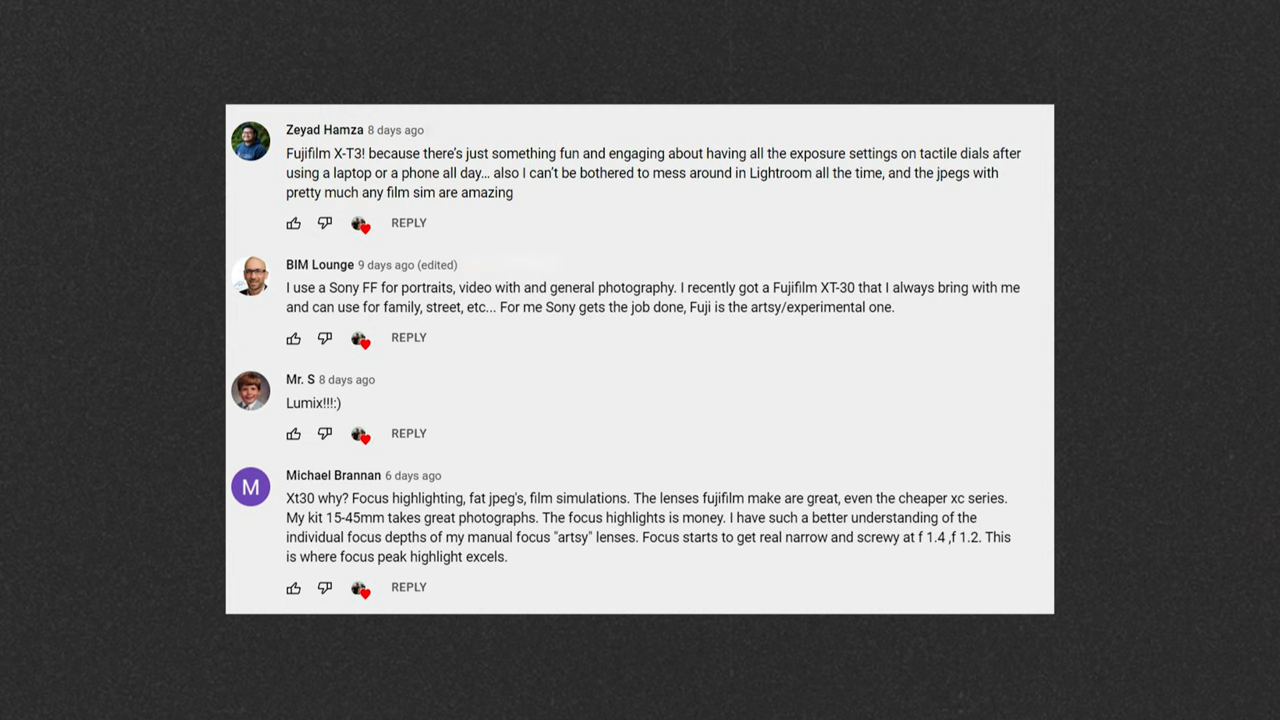 Zeyad Hamza 8 days ago
Fujifilm X-T3! because there's just something fun and engaging about having all the exposure settings on tactile dials after
using a laptop or a phone all day... also I can't be bothered to mess around in Lightroom all the time, and the jpegs with
pretty much any film sim are amazing
REPLY
BIM Lounge 9 days ago (edited)
I use a Sony FF for portraits, video with and general photography. I recently got a Fujifilm XT-30 that I always bring with me
and can use for family, street, etc... For me Sony gets the job done, Fuji is the artsy/experimental one.
REPLY
Mr. S 8 days ago
Lumix!!!:)
REPLY
M
Michael Brannan 6 days ago
Xt30 why? Focus highlighting, fat jpeg's, film simulations. The lenses fujifilm make are great, even the cheaper xc series.
My kit 15-45mm takes great photographs. The focus highlights is money. I have such a better understanding of the
individual focus depths of my manual focus "artsy" lenses. Focus starts to get real narrow and screwy at f 1.4 ,f 1.2. This
is where focus peak highlight excels.
REPLY